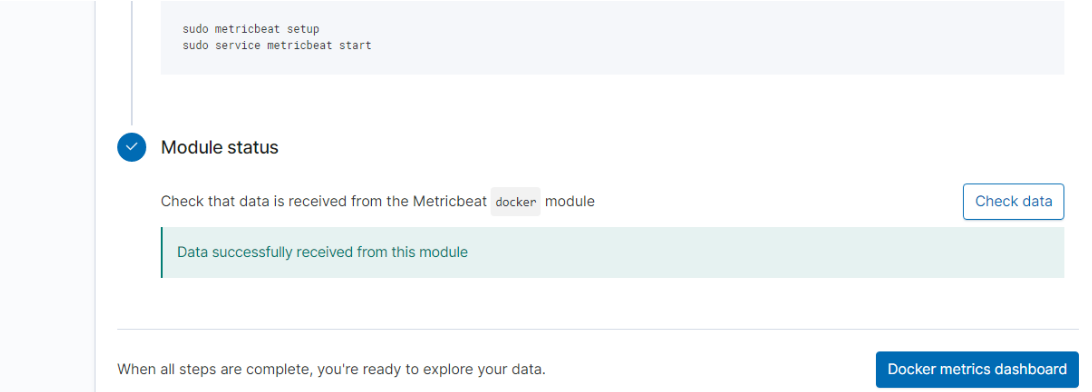 sudo metricbeat setup
sudo service metricbeat start
Module status
Check that data is received from the Metricbeat docker module
Check data
Data successfully received from this module
When all steps are complete, you're ready to explore your data.
Docker metrics dashboard